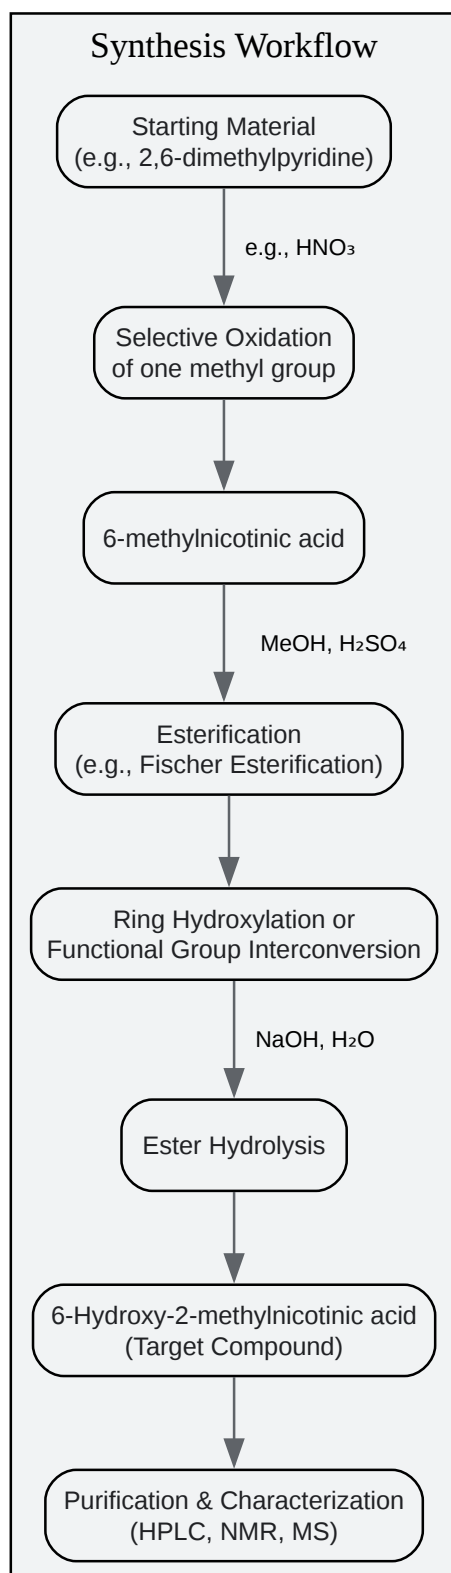 Synthesis Workflow
Starting Material
(e.g., 2,6-dimethylpyridine)
e.g., HNO₃
Selective Oxidation
of one methyl group
6-methylnicotinic acid
MeOH, H₂SO₄
Esterification
(e.g., Fischer Esterification)
Ring Hydroxylation or
Functional Group Interconversion
NaOH, H₂O
Ester Hydrolysis
6-Hydroxy-2-methylnicotinic acid
(Target Compound)
Purification & Characterization
(HPLC, NMR, MS)